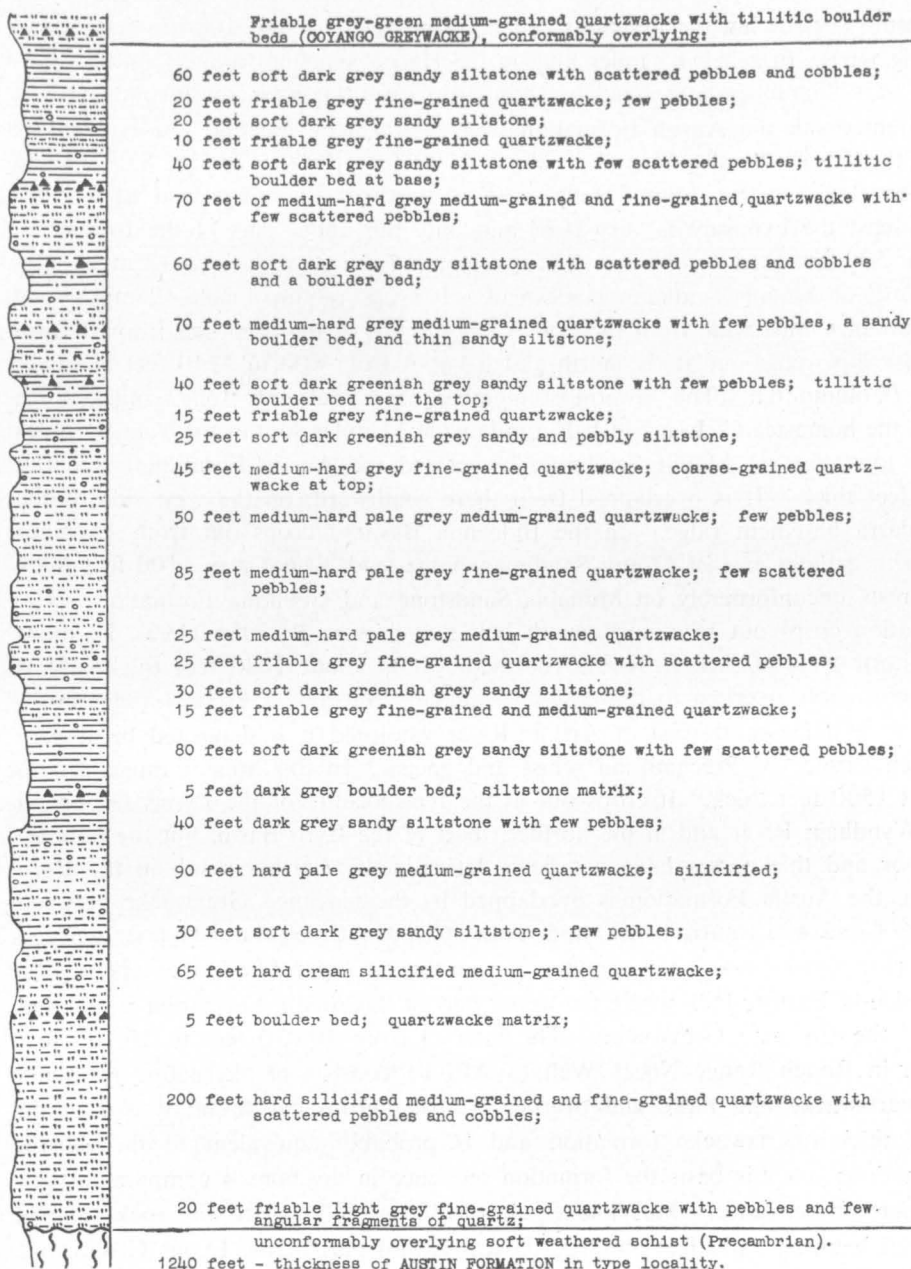 Friable grey-green medium-grained quartzwacke with tillitic boulder
beds (COYANGO GREYWACKE), conformably overlying:
60 feet soft dark grey sandy siltstone with scattered pebbles and cobbles;
20 feet friable grey fine-grained quartzwacke; few pebbles;
20 feet soft dark grey sandy siltstone;
10 feet friable grey fine-grained quartzwacke;
40 feet soft dark grey sandy siltstone with few scattered pebbles; tillitic
boulder bed at base;
70 feet of medium-hard grey medium-grained and fine-grained quartzwacke with
few scattered pebbles;
60 feet soft dark grey sandy siltstone with scattered pebbles and cobbles
and a boulder bed;
70 feet medium-hard grey medium-grained quartzwacke with few pebbles, a sandy
boulder bed, and thin sandy siltstone;
40 feet soft dark greenish grey sandy siltstone with few pebbles; tillitic
boulder bed near the top;
15 feet friable grey fine-grained quartzwacke;
25 feet soft dark greenish grey sandy and pebbly siltstone;
45 feet medium-hard grey fine-grained quartzwacke; coarse-grained quartz-
wacke at top;
50 feet medium-hard pale grey medium-grained quartzwacke; few pebbles;
85 feet medium-hard pale grey fine-grained quartzwacke; few scattered
pebbles;
25 feet medium-hard pale grey medium-grained quartzwacke;
25 feet friable grey fine-grained quartzwacke with scattered pebbles;
30 feet soft dark greenish grey sandy siltstone;
15 feet friable grey fine-grained and medium-grained quartzwacke;
80 feet soft dark greenish grey sandy siltstone with few scattered pebbles;
5 feet dark grey boulder bed; siltstone matrix;
40 feet dark grey sandy siltstone with few pebbles;
90 feet hard pale grey medium-grained quartzwacke; silicified;
30 feet soft dark grey sandy siltstone; few pebbles;
65 feet hard cream silicified medium-grained quartzwacke;
5 feet boulder bed; quartzwacke matrix;
200 feet hard silicified medium-grained and fine-grained quartzwacke with
scattered pebbles and cobbles;
20 feet friable light grey fine-grained quartzwacke with pebbles and few
angular fragments of quartz;
unconformably overlying soft weathered schist (Precambrian).
1240 feet - thickness of AUSTIN FORMATION in type locality.